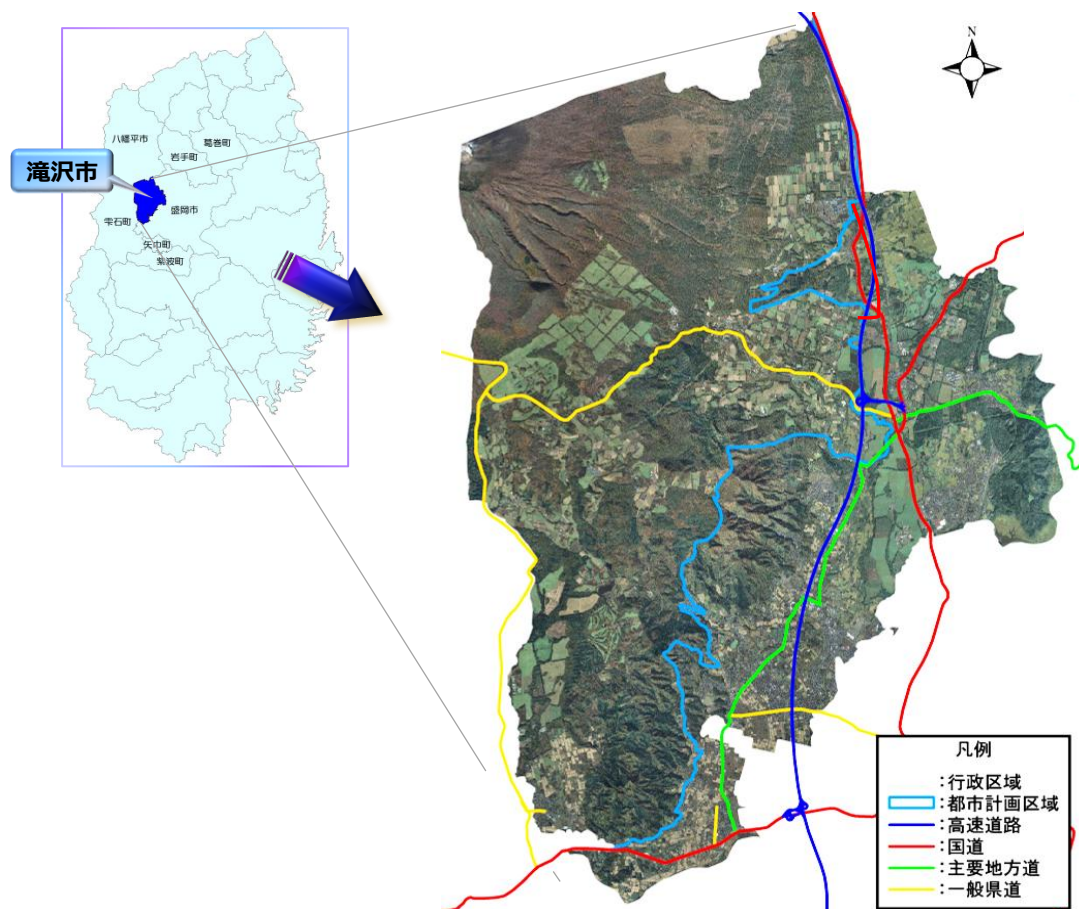 N
八幡平市
葛巻町
岩手町
滝沢市
盛岡市
雫石町
矢巾町
紫波町
凡例
:行政区域
:都市計画区域
:高速道路
:国道
:主要地方道
:一般県道